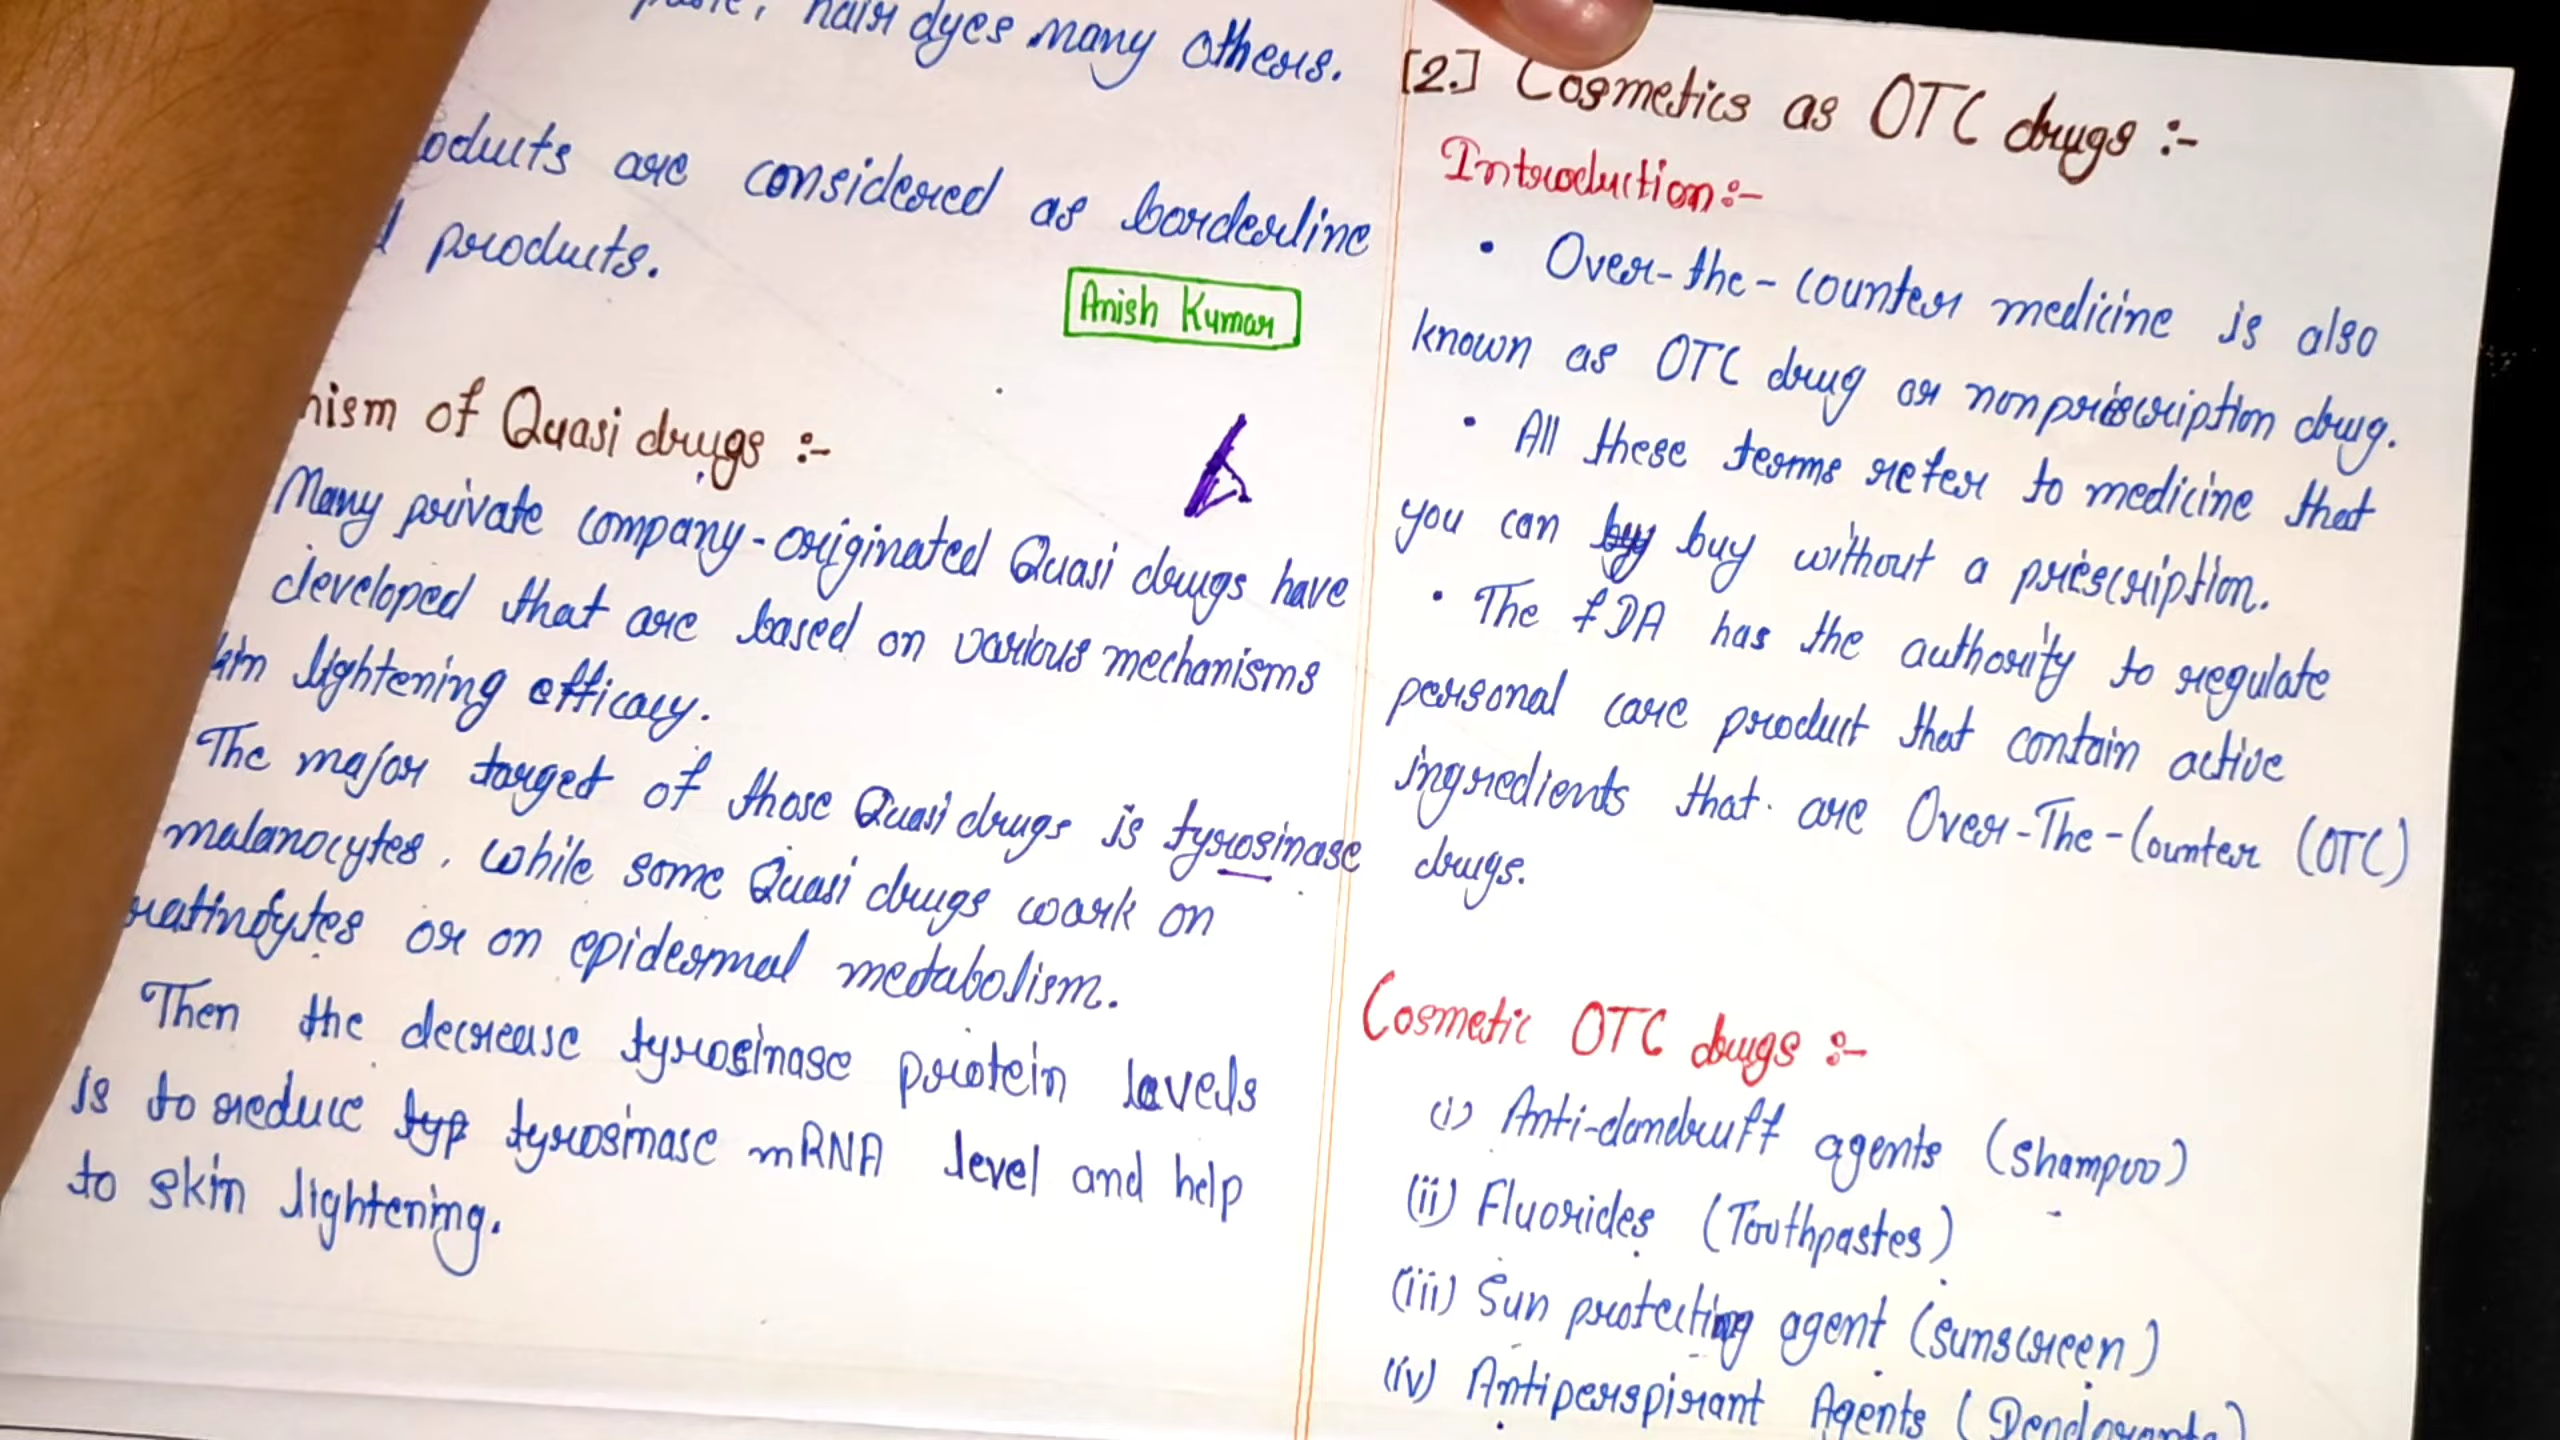 hair dyes many others.
oducts are considered as borderline
products.
Anish Kumar
nism of Quasi drugs :-
Many private company-originated Quasi drugs have
developed that are based on various mechanisms
kin lightening efficacy.
The major target of those Quasi drugs is tyrosinase
malanocytes, while some Quasi drugs work on
ratinocytes or on epidermal metabolism.
Then the decrease tyrosinase protein levels
is to reduce typ tyrosinase mRNA level and help
to skin lightening.
[2.] Cosmetics as OTC drugs :-
Introduction:-
• Over-the-counter medicine is also
known as OTC drug or nonprescription drug.
• All these terms refer to medicine that
you can by buy without a prescription.
• The FDA has the authority to regulate
personal care product that contain active
ingredients that are Over-The-Counter (OTC)
drugs.
Cosmetic OTC drugs :-
(i) Anti-dandruff agents (shampoo)
(ii) Fluorides (Toothpastes)
(iii) Sun protecting agent (sunscreen)
(iv) Antiperspirant Agents (